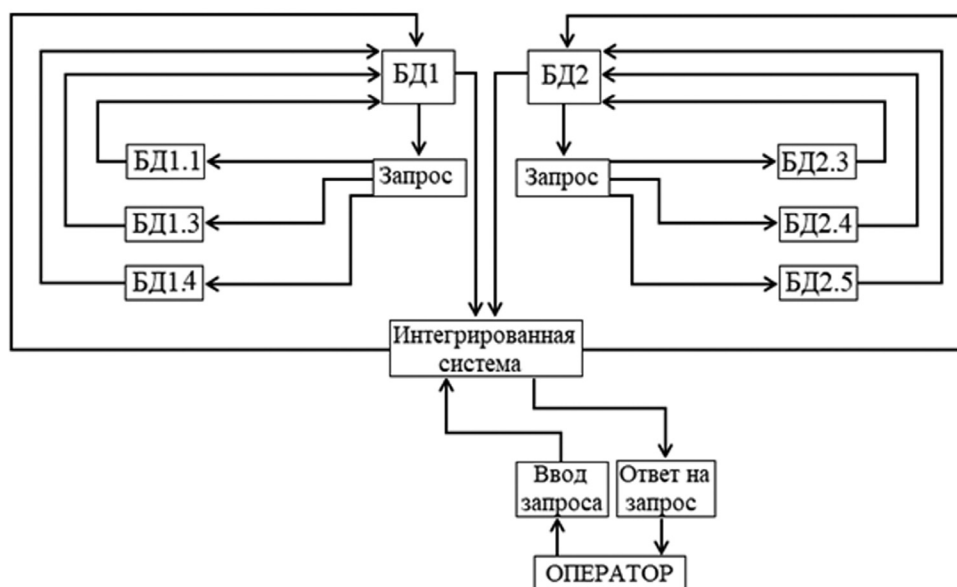 БД1
БД2
БД1.1
Запрос
Запрос
БД2.3
БД1.3
БД2.4
БД1.4
БД2.5
Интегрированная
система
Ввод
запроса
Ответ на
запрос
ОПЕРАТОР